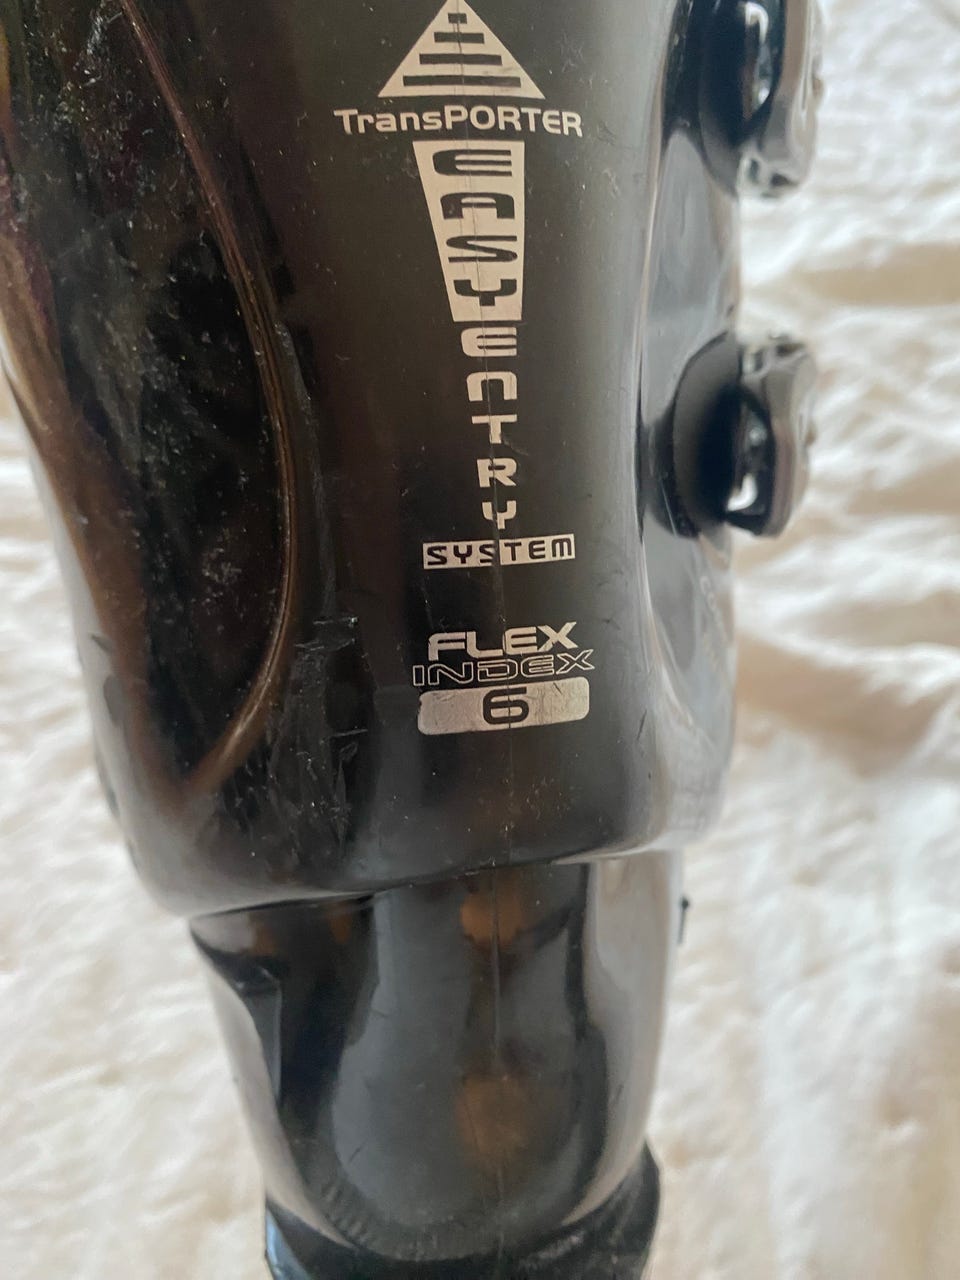 TransPORTER
EASY
ENTRY
SYSTEM
FLEX
INDEX
6